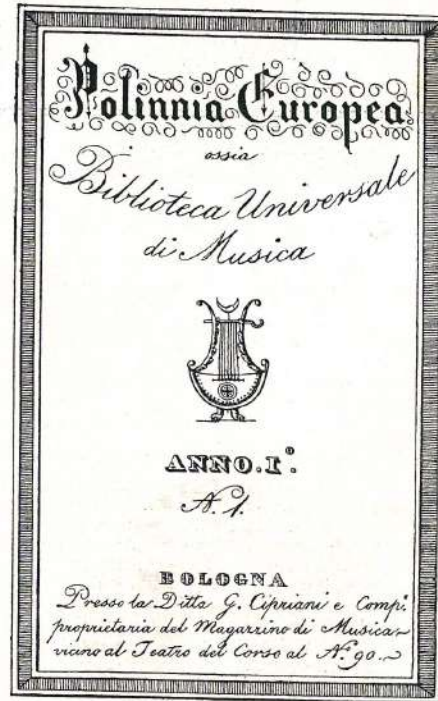 Polinnia Europea
ossia
Biblioteca Universale
di Musica
ANNO. I.º
N. 1.
BOLOGNA
Presso la Ditta G. Cipriani e Comp.i
proprietaria del Magazzino di Musica
vicino al Teatro del Corso al N.º 90.